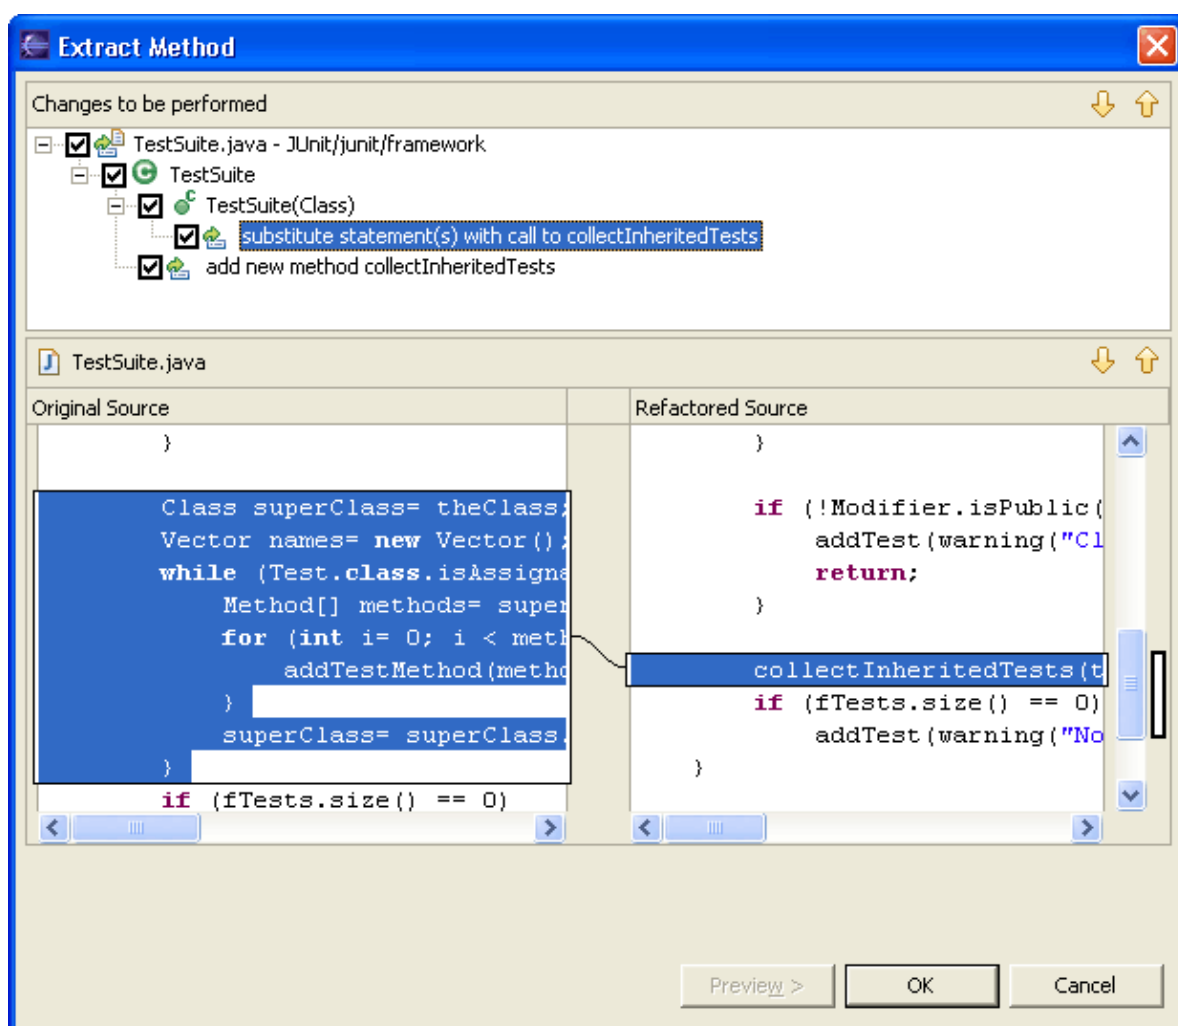 Extract Method
Changes to be performed
TestSuite.java - JUnit/junit/framework
TestSuite
TestSuite(Class)
substitute statement(s) with call to collectInheritedTests
add new method collectInheritedTests
TestSuite.java
Original Source
}
Class superClass= theClass;
Vector names= new Vector();
while (Test.class.isAssigna
Method[] methods= super
for (int i= 0; i < meth
addTestMethod(metho
}
superClass= superClass.
}
if (fTests.size() == 0)
Refactored Source
}
if (!Modifier.isPublic(
addTest(warning("Cl
return;
}
collectInheritedTests(t
if (fTests.size() == 0)
addTest(warning("No
}
Preview >
OK
Cancel